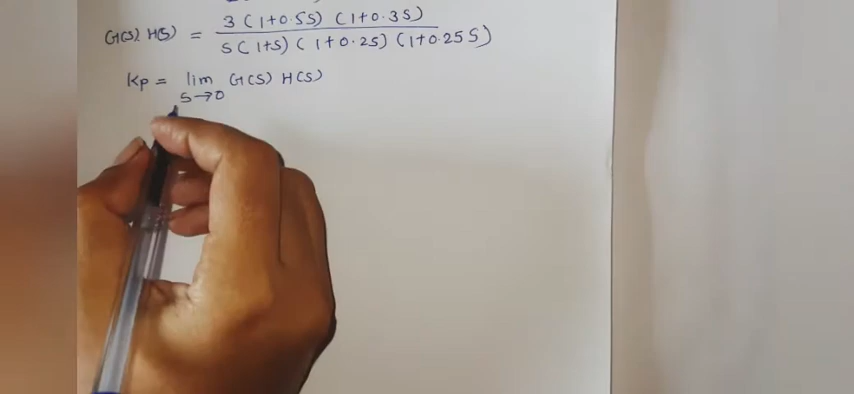 G(S) H(S) = 3 (1+0.5S) (1+0.3S) / S (1+S) (1+0.2S) (1+0.25S)
Kp = lim G(S) H(S)
S→0